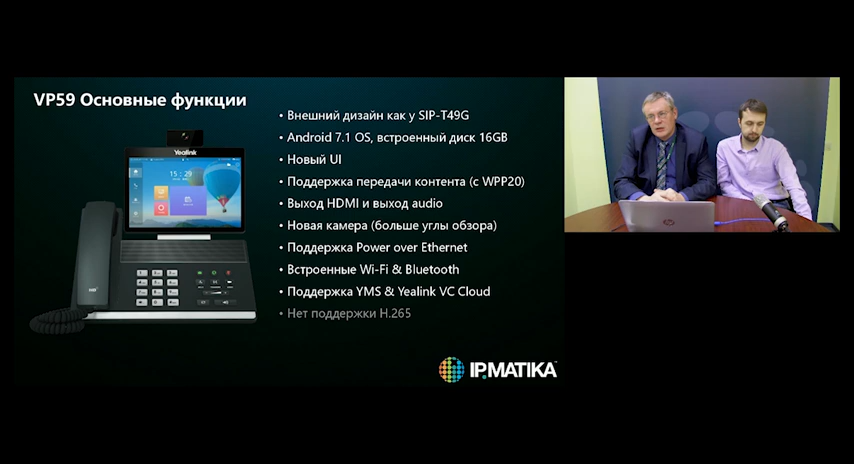 VP59 Основные функции
• Внешний дизайн как у SIP-T49G
• Android 7.1 OS, встроенный диск 16GB
• Новый UI
• Поддержка передачи контента (с WPP20)
• Выход HDMI и выход audio
• Новая камера (больше углы обзора)
• Поддержка Power over Ethernet
• Встроенные Wi-Fi & Bluetooth
• Поддержка YMS & Yealink VC Cloud
• Нет поддержки H.265
Yealink
15 : 29
IPMATIKA